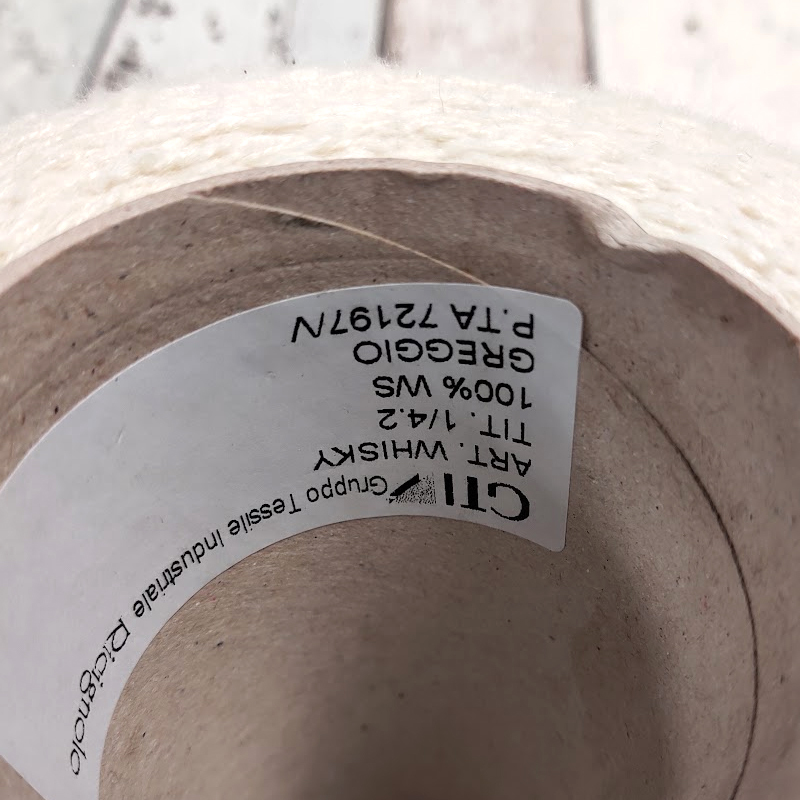 GTI Gruppo Tessile Industriale Ricignolo
ART. WHISKY
TIT. 1/4.2
100% WS
GREGGIO
P.TA 72197/V